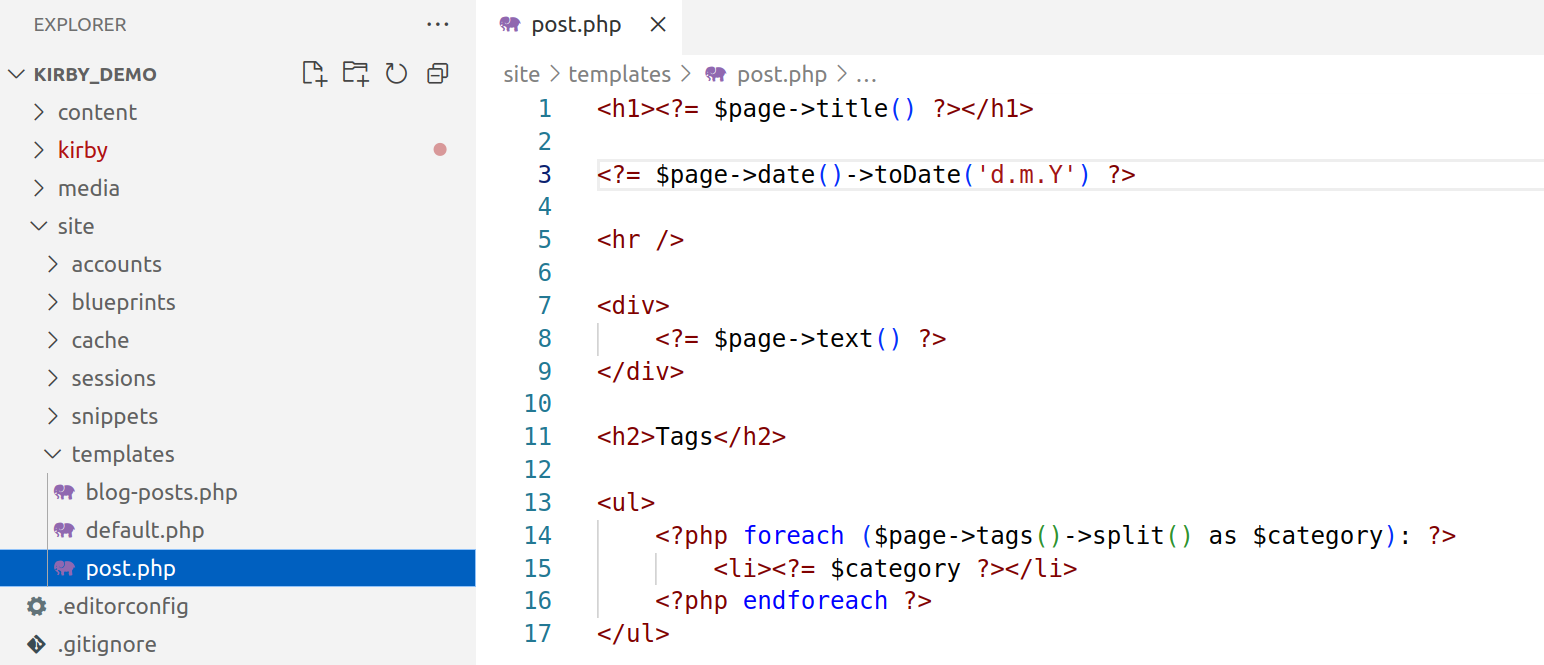 EXPLORER
KIRBY_DEMO
content
kirby
media
site
accounts
blueprints
cache
sessions
snippets
templates
blog-posts.php
default.php
post.php
.editorconfig
.gitignore
post.php
site > templates > post.php > ...
1 <h1><?= $page->title() ?></h1>
2
3 <?= $page->date()->toDate('d.m.Y') ?>
4
5 <hr />
6
7 <div>
8     <?= $page->text() ?>
9 </div>
10
11 <h2>Tags</h2>
12
13 <ul>
14     <?php foreach ($page->tags()->split() as $category): ?>
15         <li><?= $category ?></li>
16     <?php endforeach ?>
17 </ul>